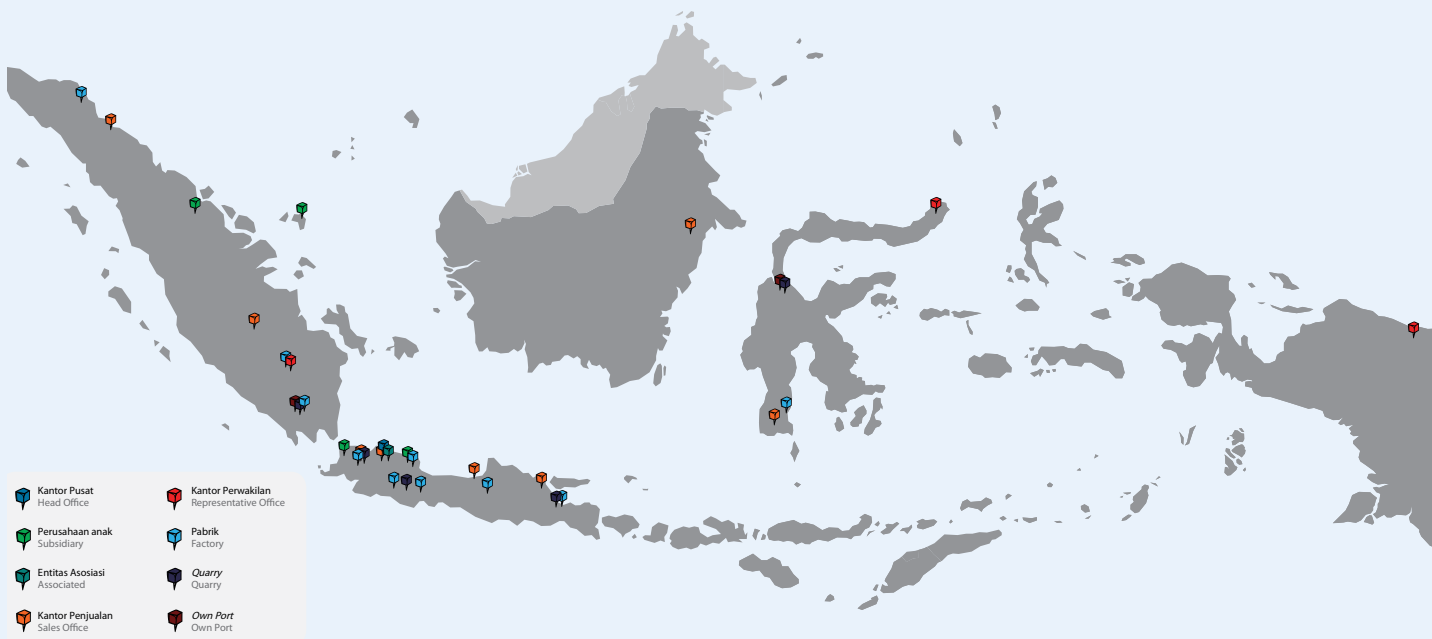 Kantor Pusat
Head Office
Perusahaan anak
Subsidiary
Entitas Asosiasi
Associated
Kantor Penjualan
Sales Office
Kantor Perwakilan
Representative Office
Pabrik
Factory
Quarry
Quarry
Own Port
Own Port